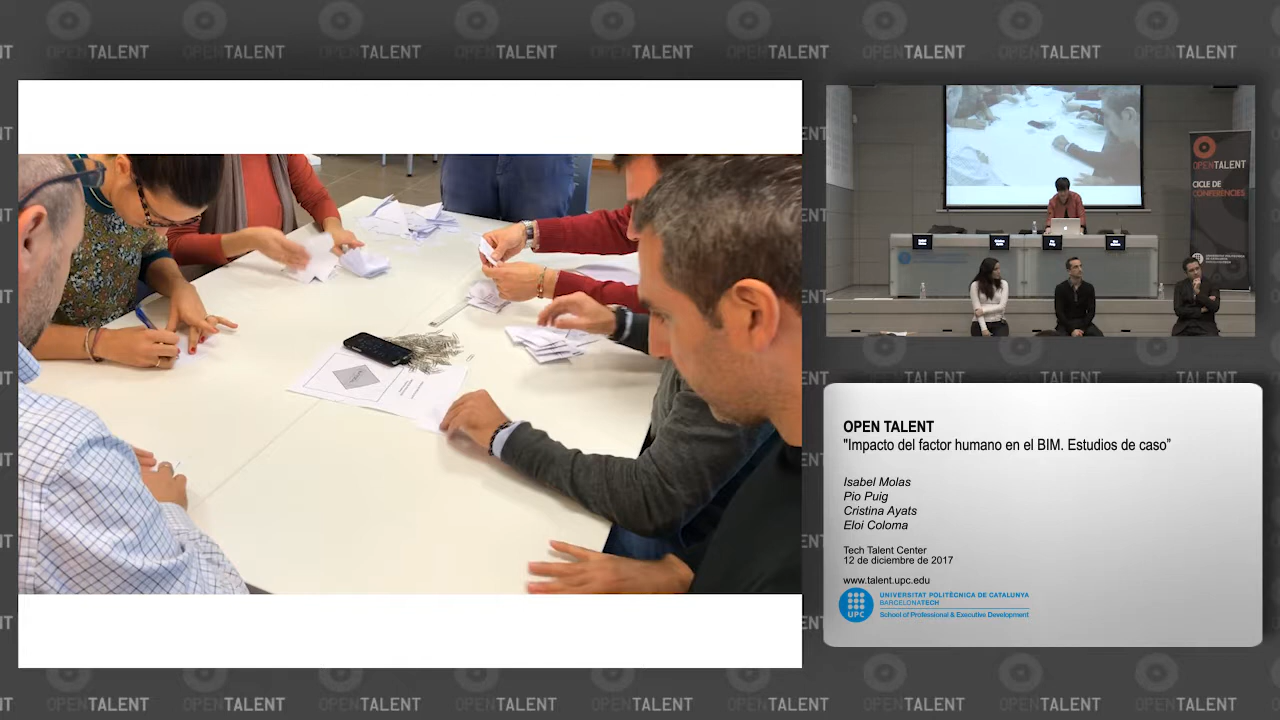 OPEN TALENT
"Impacto del factor humano en el BIM. Estudios de caso"
Isabel Molas
Pio Puig
Cristina Ayats
Eloi Coloma
Tech Talent Center
12 de diciembre de 2017
www.talent.upc.edu
UPC
UNIVERSITAT POLITÈCNICA DE CATALUNYA
BARCELONATECH
School of Professional & Executive Development
OPENTALENT
CICLE DE
CONFERÈNCIES